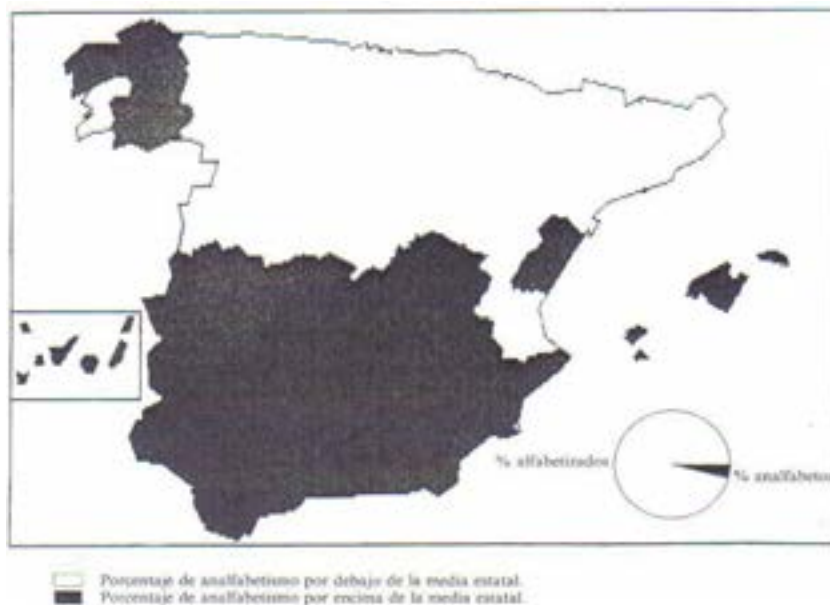 % alfabetizados
% analfabetos
Porcentaje de analfabetismo por debajo de la media estatal.
Porcentaje de analfabetismo por encima de la media estatal.